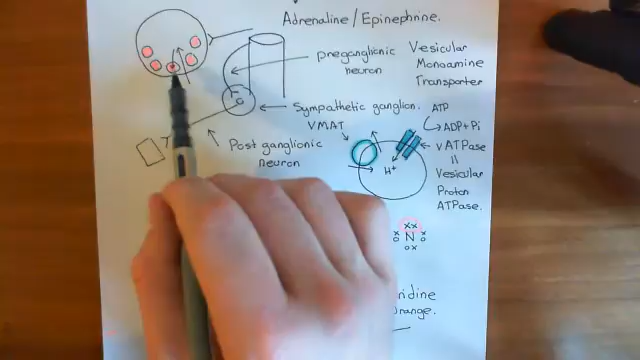 Adrenaline/Epinephrine.
preganglionic
neuron
Vesicular
Monoamine
Transporter
Sympathetic ganglion.
Post ganglionic
neuron
VMAT
ATP
ADP+Pi
vATPase
=
Vesicular
Proton
ATPase.
H+
N